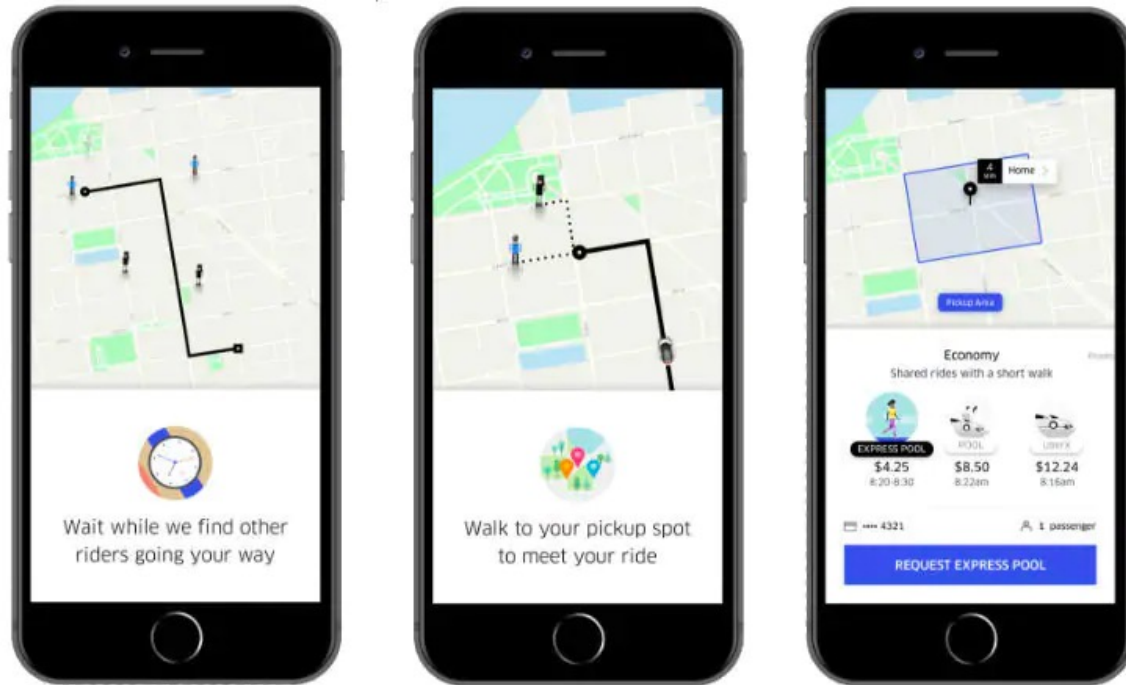 Wait while we find other
riders going your way
Walk to your pickup spot
to meet your ride
4
MIN
Home
Pickup Area
Economy
Shared rides with a short walk
EXPRESS POOL
POOL
UBERX
$4.25
$8.50
$12.24
8:20-8:30
8:22am
8:16am
•••• 4321
1 passenger
REQUEST EXPRESS POOL